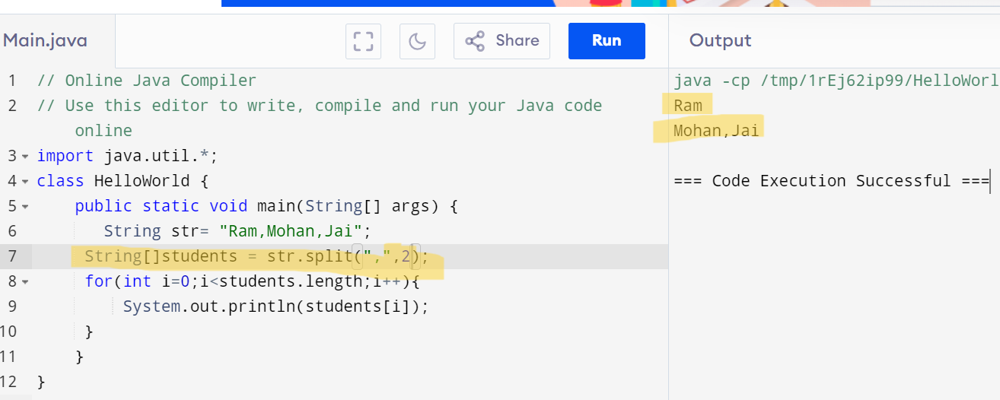 Main.java
Share
Run
Output
1 // Online Java Compiler
2 // Use this editor to write, compile and run your Java code
online
3 import java.util.*;
4 class HelloWorld {
5 public static void main(String[] args) {
6 String str= "Ram,Mohan,Jai";
7 String[]students = str.split(",",2);
8 for(int i=0;i<students.length;i++){
9 System.out.println(students[i]);
10 }
11 }
12 }
java -cp /tmp/1rEj62ip99/HelloWorl
Ram
Mohan,Jai
=== Code Execution Successful ===